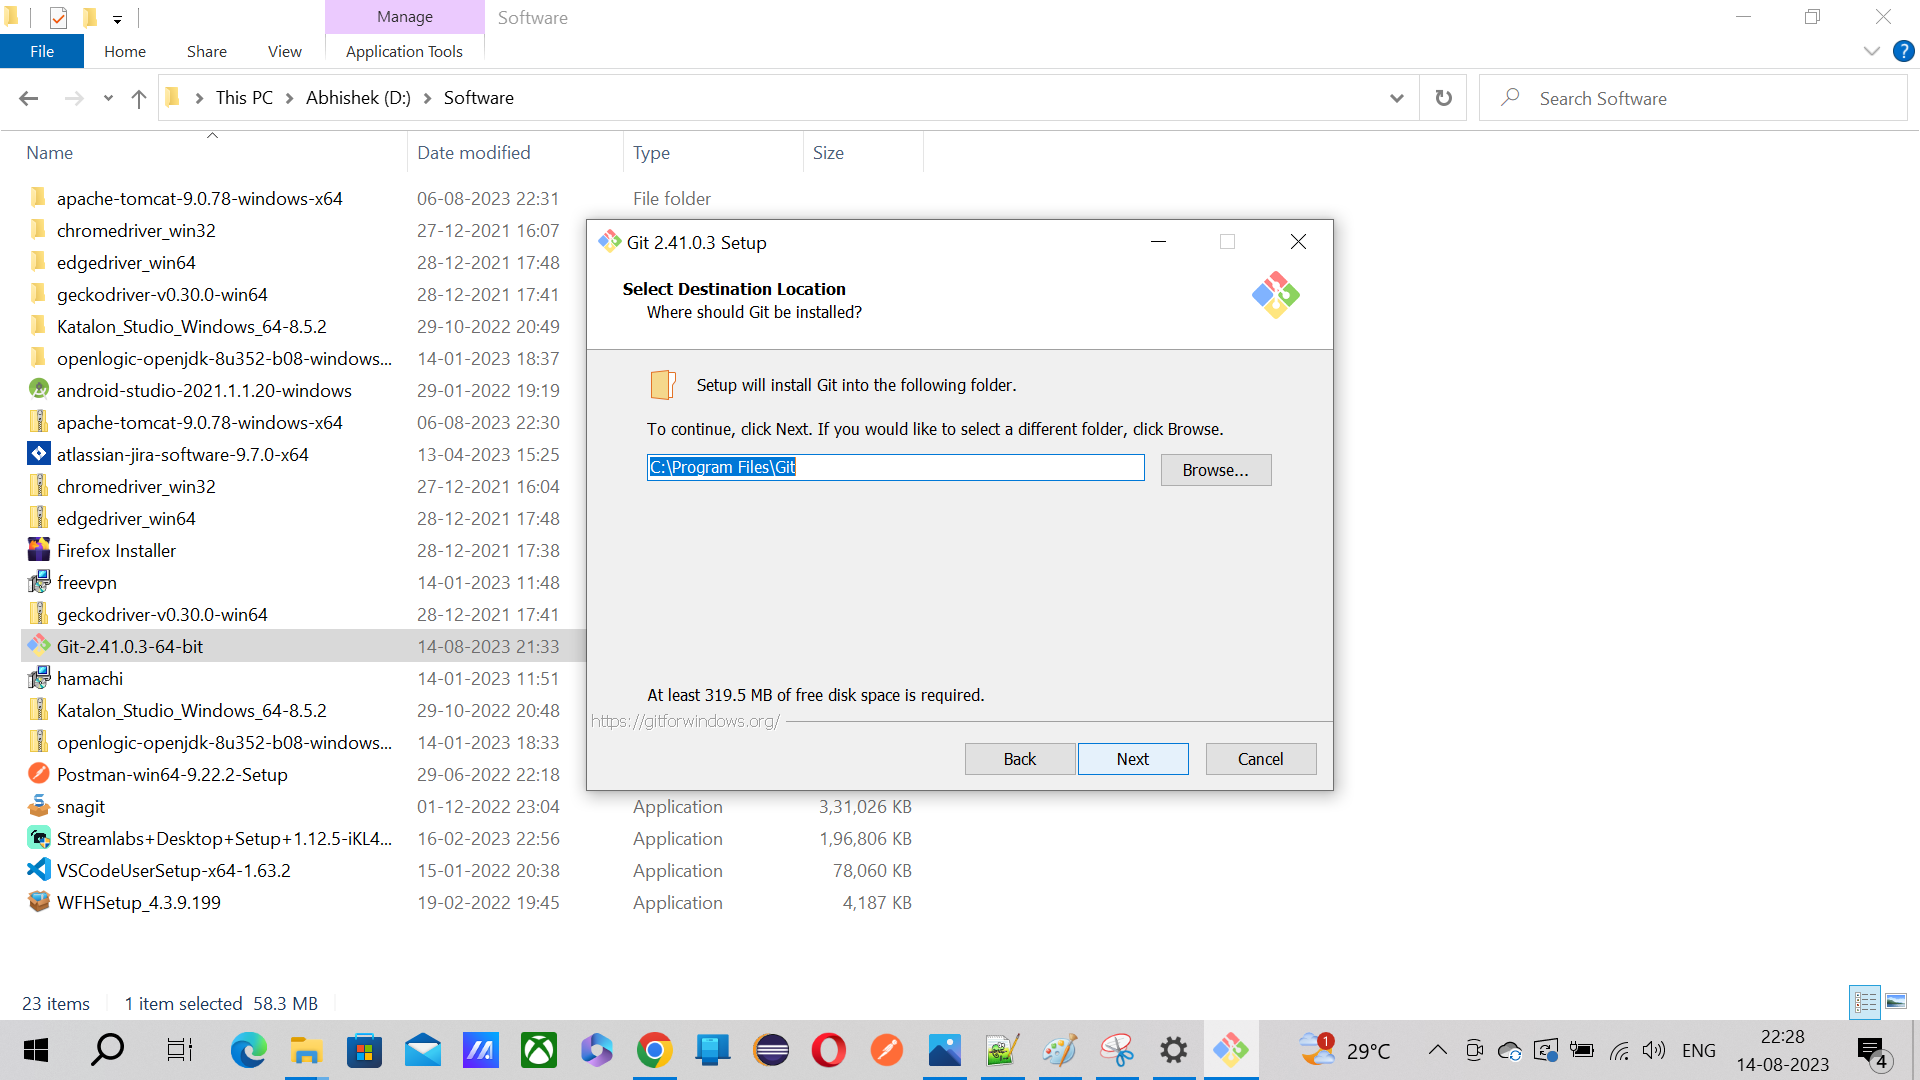 Manage
Software
File
Home
Share
View
Application Tools
This PC
Abhishek (D:)
Software
Search Software
Name
Date modified
Type
Size
apache-tomcat-9.0.78-windows-x64 06-08-2023 22:31 File folder
chromedriver_win32 27-12-2021 16:07
edgedriver_win64 28-12-2021 17:48
geckodriver-v0.30.0-win64 28-12-2021 17:41
Katalon_Studio_Windows_64-8.5.2 29-10-2022 20:49
openlogic-openjdk-8u352-b08-windows... 14-01-2023 18:37
android-studio-2021.1.1.20-windows 29-01-2022 19:19
apache-tomcat-9.0.78-windows-x64 06-08-2023 22:30
atlassian-jira-software-9.7.0-x64 13-04-2023 15:25
chromedriver_win32 27-12-2021 16:04
edgedriver_win64 28-12-2021 17:48
Firefox Installer 28-12-2021 17:38
freevpn 14-01-2023 11:48
geckodriver-v0.30.0-win64 28-12-2021 17:41
Git-2.41.0.3-64-bit 14-08-2023 21:33
hamachi 14-01-2023 11:51
Katalon_Studio_Windows_64-8.5.2 29-10-2022 20:48
openlogic-openjdk-8u352-b08-windows... 14-01-2023 18:33
Postman-win64-9.22.2-Setup 29-06-2022 22:18
snagit 01-12-2022 23:04 Application 3,31,026 KB
Streamlabs+Desktop+Setup+1.12.5-iKL4... 16-02-2023 22:56 Application 1,96,806 KB
VSCodeUserSetup-x64-1.63.2 15-01-2022 20:38 Application 78,060 KB
WFHSetup_4.3.9.199 19-02-2022 19:45 Application 4,187 KB
Git 2.41.0.3 Setup
Select Destination Location
Where should Git be installed?
Setup will install Git into the following folder.
To continue, click Next. If you would like to select a different folder, click Browse.
C:\Program Files\Git
Browse...
At least 319.5 MB of free disk space is required.
https://gitforwindows.org/
Back
Next
Cancel
23 items
1 item selected 58.3 MB
1
29°C
ENG
22:28
14-08-2023
4